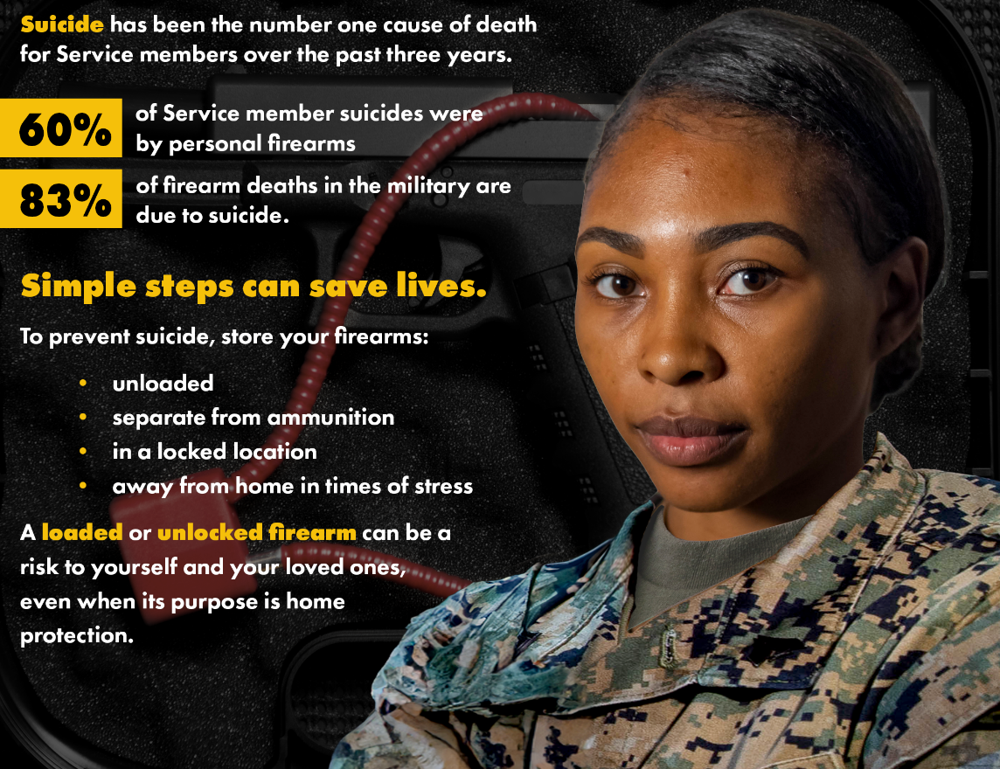 Suicide has been the number one cause of death
for Service members over the past three years.
60%
of Service member suicides were
by personal firearms
83%
of firearm deaths in the military are
due to suicide.
Simple steps can save lives.
To prevent suicide, store your firearms:
• unloaded
• separate from ammunition
• in a locked location
• away from home in times of stress
A loaded or unlocked firearm can be a
risk to yourself and your loved ones,
even when its purpose is home
protection.